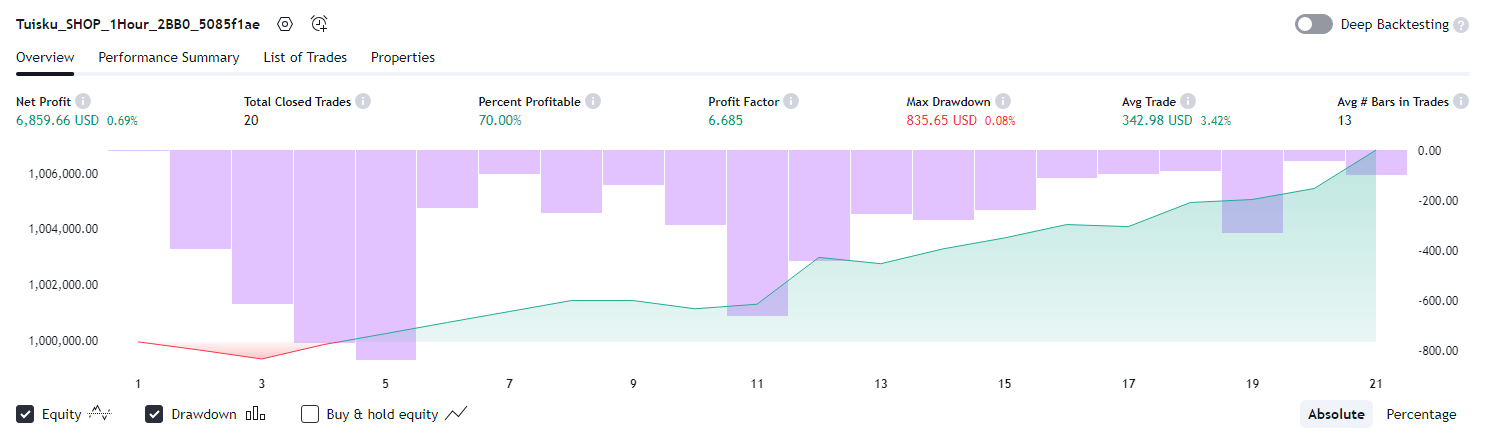 Tuisku_SHOP_1Hour_2BB0_5085f1ae Deep Backtesting ?
Overview Performance Summary List of Trades Properties
Net Profit i Total Closed Trades i Percent Profitable i Profit Factor i Max Drawdown i Avg Trade i Avg # Bars in Trades i
6,859.66 USD 0.69% 20 70.00% 6.685 835.65 USD 0.08% 342.98 USD 3.42% 13
0.00
1,006,000.00
-200.00
1,004,000.00
-400.00
1,002,000.00
-600.00
1,000,000.00
-800.00
1 3 5 7 9 11 13 15 17 19 21
Equity Drawdown Buy & hold equity Absolute Percentage